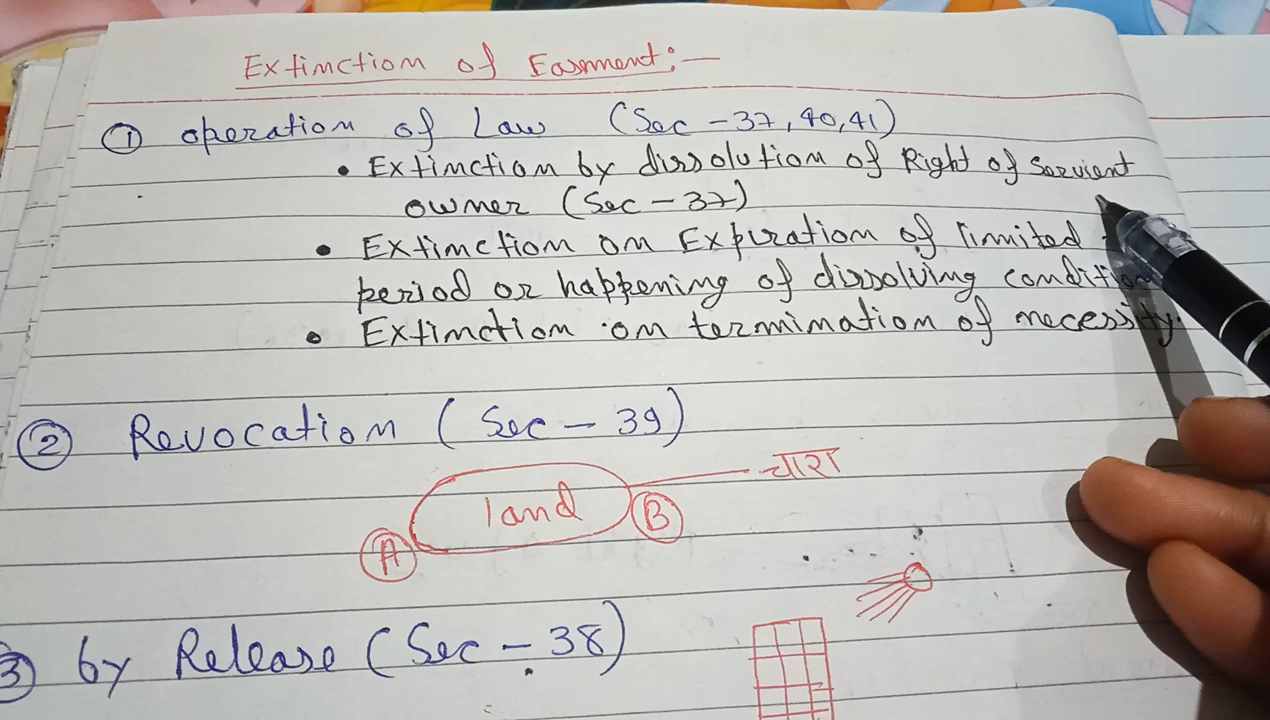 Extinction of Easmment:—
① operation of Law (Sec - 37, 40, 41)
• Extinction by dissolution of Right of Servient
owner (Sec - 37)
• Extinction on Expiration of limited
period or happening of dissolving condition
• Extinction on termination of necessity.
② Revocation (Sec - 39)
land चारा
A B
3 by Release (Sec - 38)